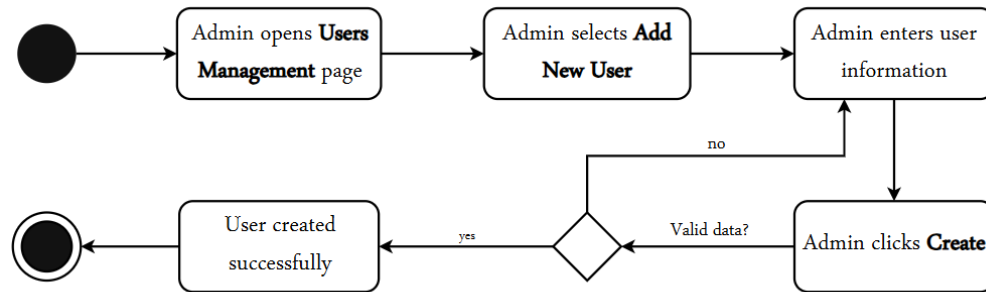 Admin opens Users
Management page
Admin selects Add
New User
Admin enters user
information
no
User created
successfully
yes
Valid data?
Admin clicks Create